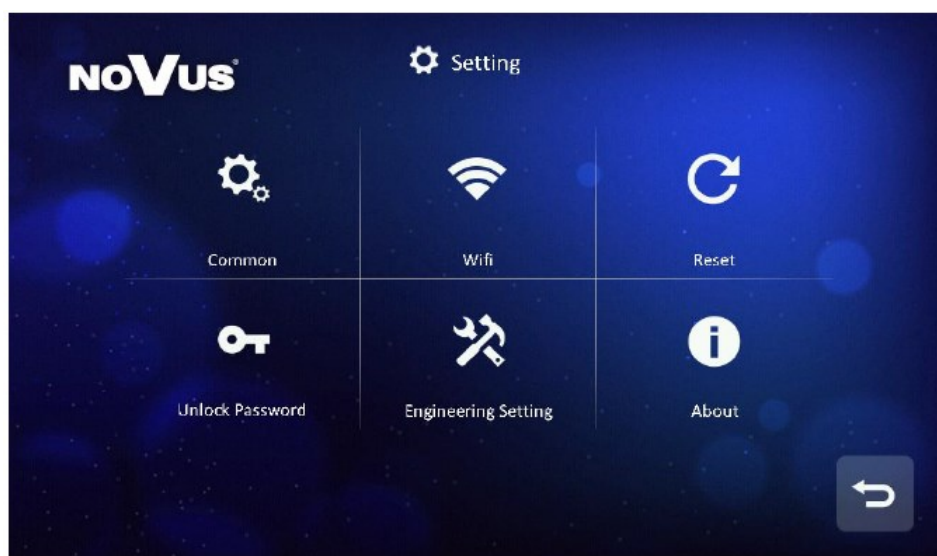 NOVUS
Setting
Common
Wifi
Reset
Unlock Password
Engineering Setting
About